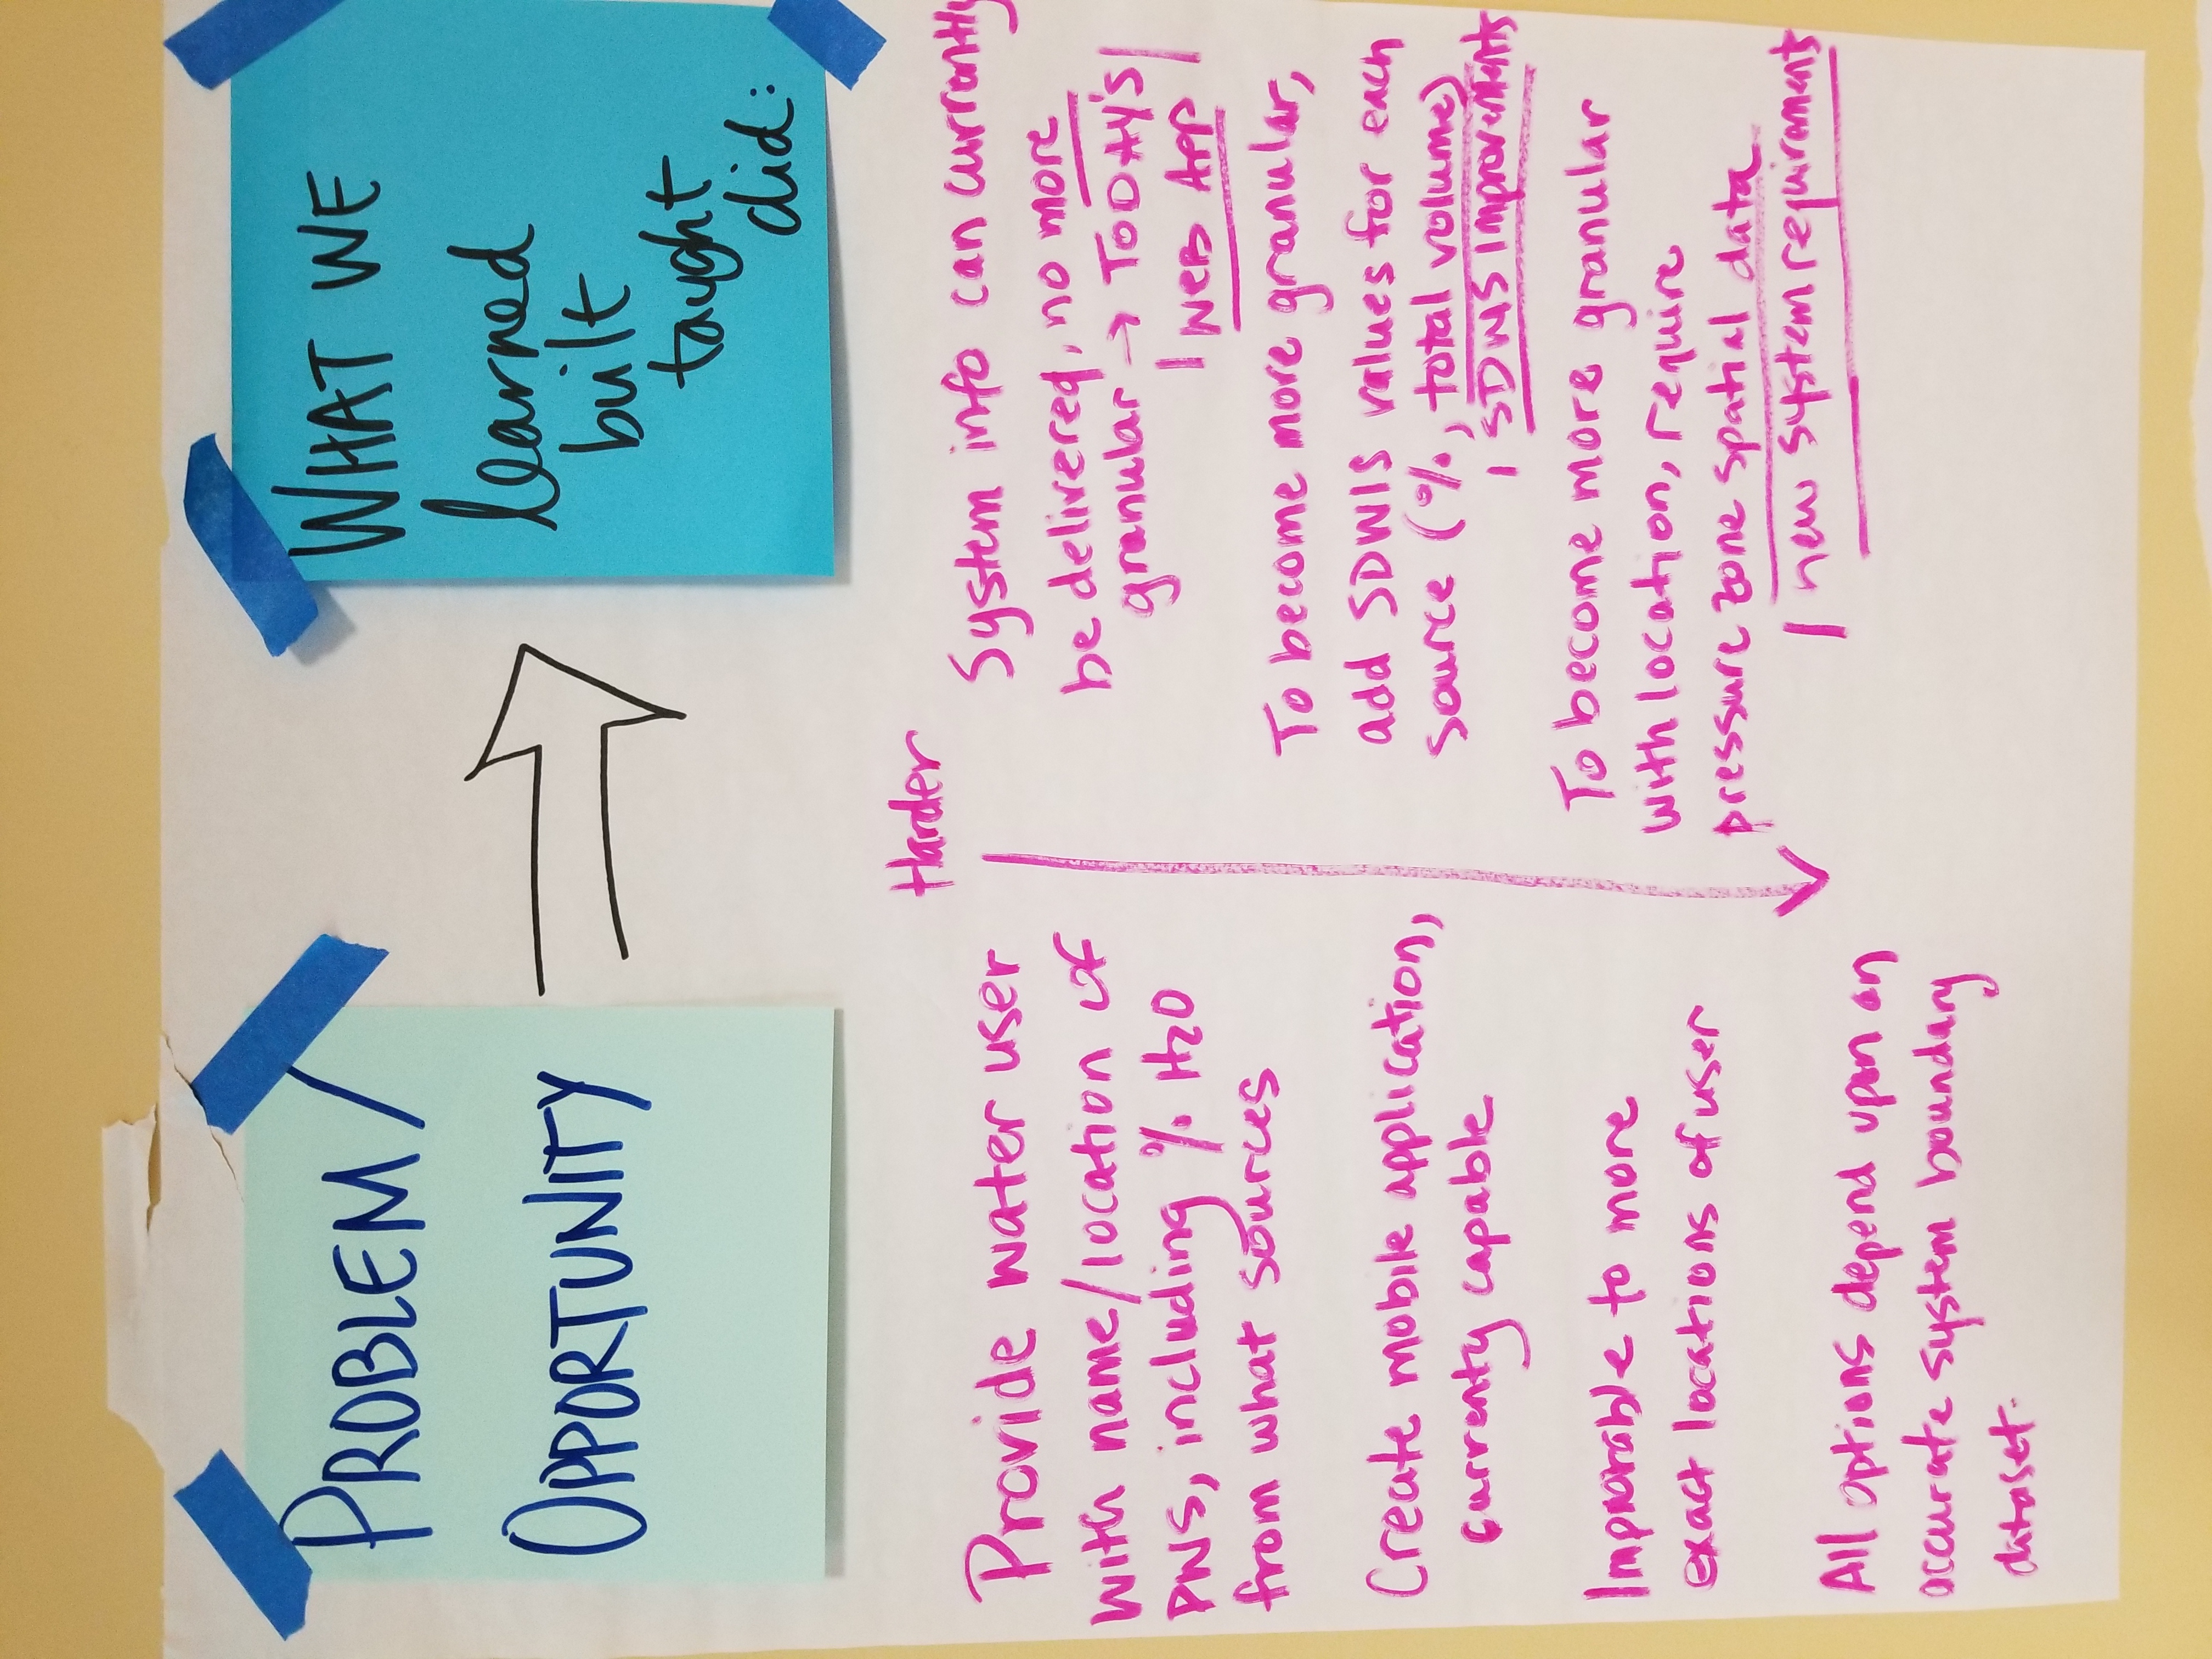 PROBLEM /
OPPORTUNITY
WHAT WE
learned
built
taught
did:
Harder
Provide water user
with name/location of
PWS, including % H2O
from what sources
Create mobile application,
currenty capable
Improvable to more
exact locations of user
All options depend upon an
accurate system boundary
dataset.
System info can currently
be delivered, no more
granular → TODAY'S
WEB APP
To become more granular,
add SDWIS values for each
source (%, total volume)
SDWIS Improvements
To become more granular
with location, require
pressure zone spatial data
new system requirements